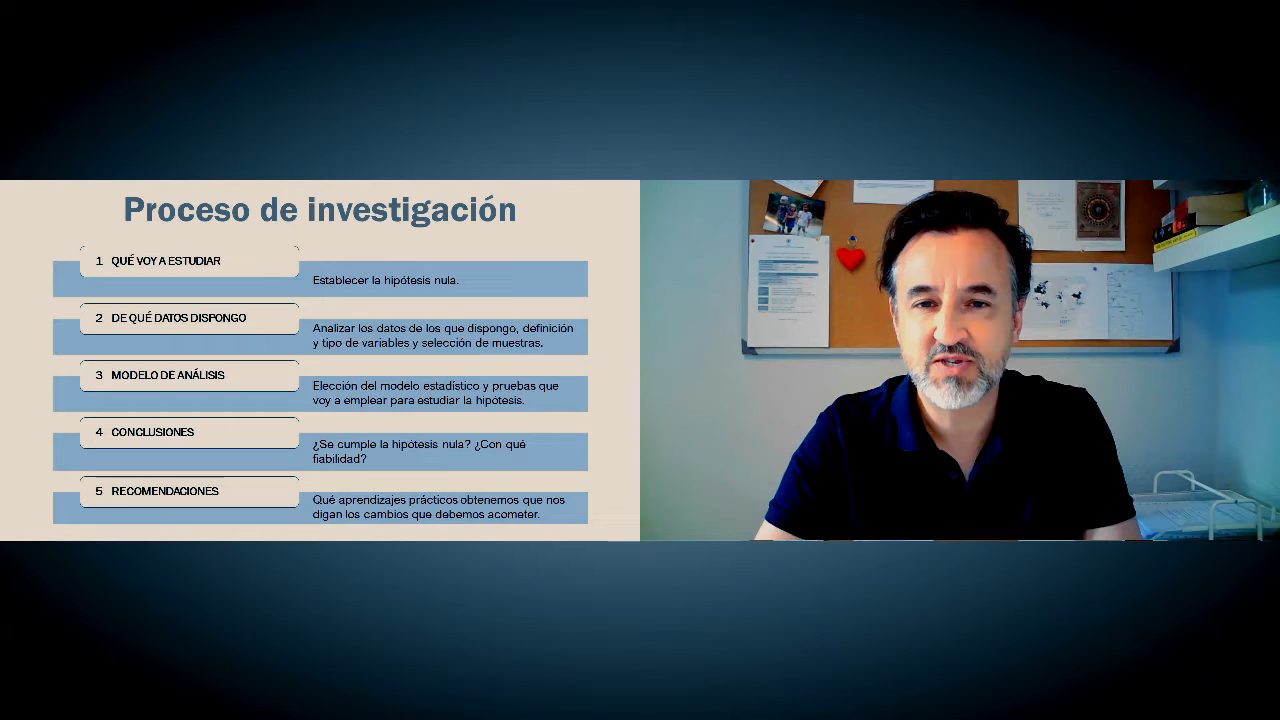 Proceso de investigación
1 QUÉ VOY A ESTUDIAR
Establecer la hipótesis nula.
2 DE QUÉ DATOS DISPONGO
Analizar los datos de los que dispongo, definición
y tipo de variables y selección de muestras.
3 MODELO DE ANÁLISIS
Elección del modelo estadístico y pruebas que
voy a emplear para estudiar la hipótesis.
4 CONCLUSIONES
¿Se cumple la hipótesis nula? ¿Con qué
fiabilidad?
5 RECOMENDACIONES
Qué aprendizajes prácticos obtenemos que nos
digan los cambios que debemos acometer.